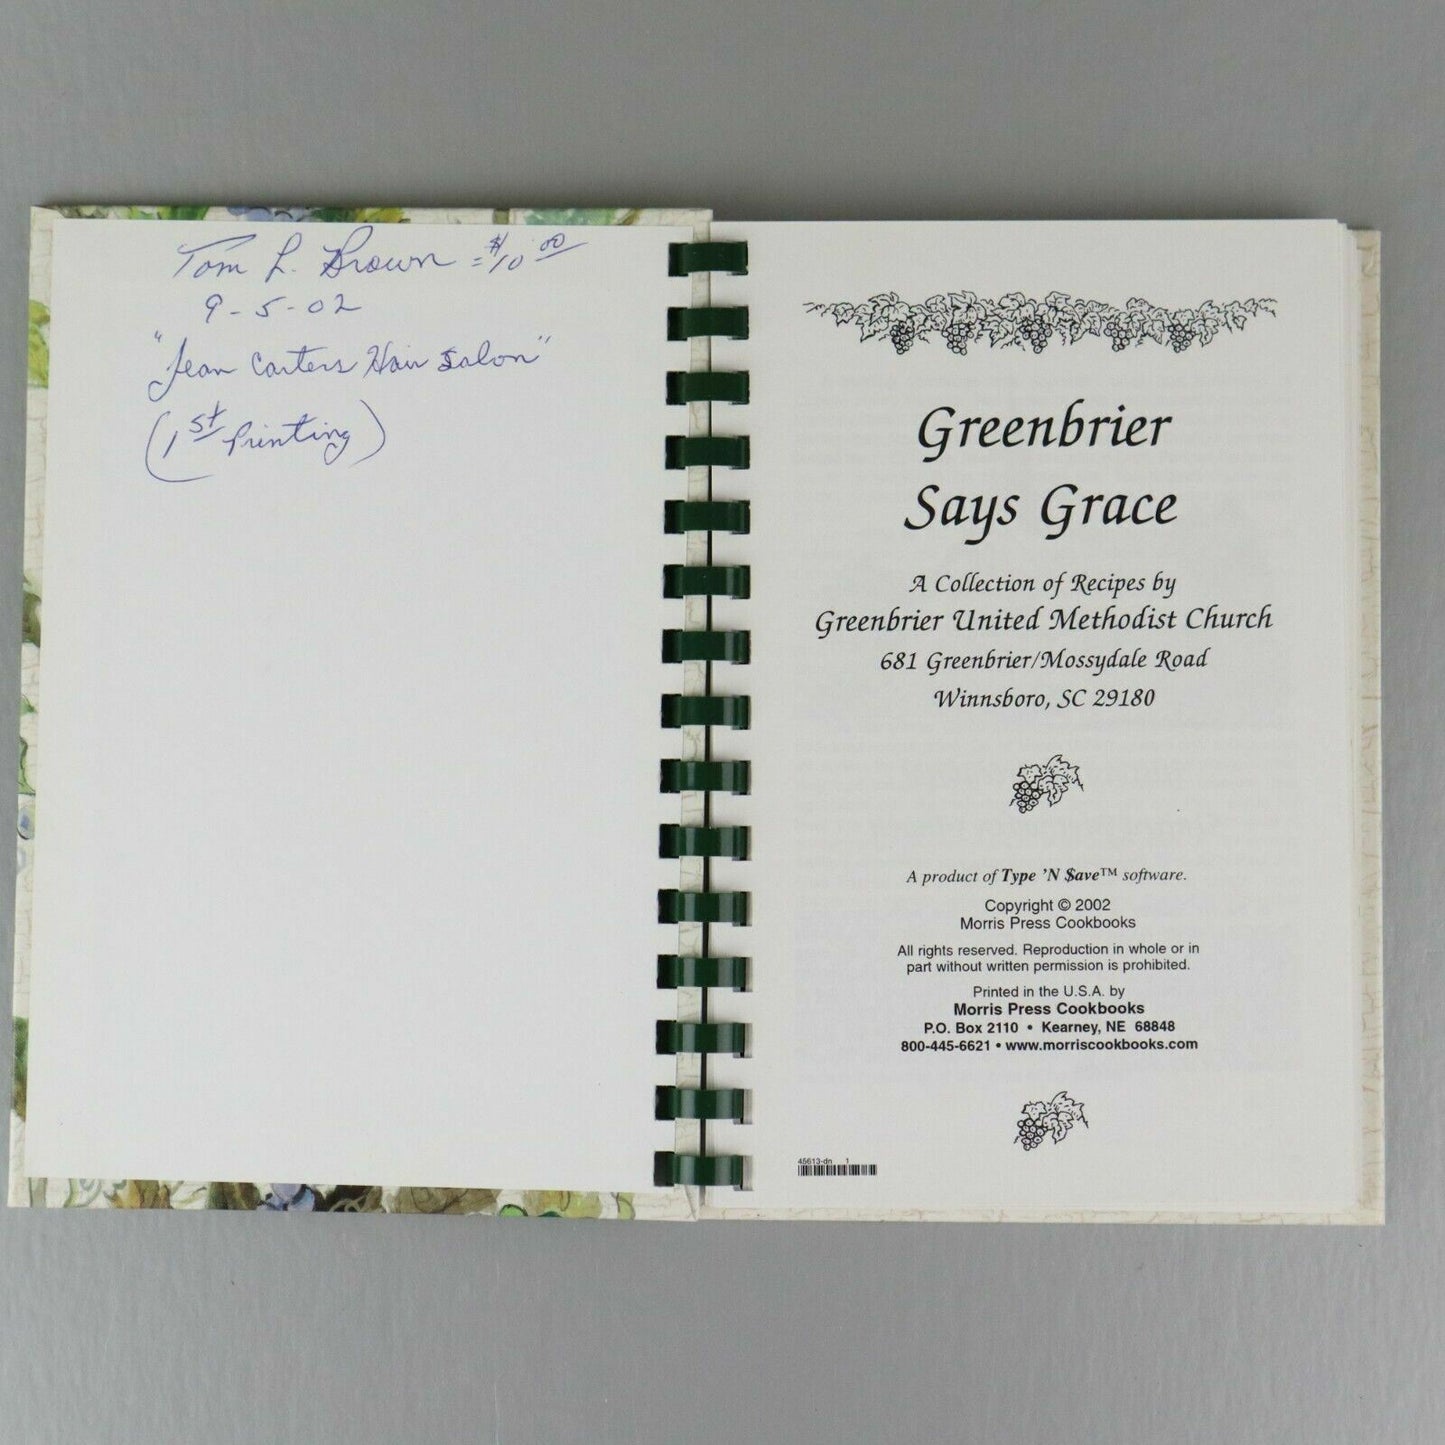 Tom L. Brown = $10.00
9-5-02
"Jean Carters Hair Salon"
(1st Printing)
Greenbrier
Says Grace
A Collection of Recipes by
Greenbrier United Methodist Church
681 Greenbrier/Mossydale Road
Winnsboro, SC 29180
A product of Type 'N $ave™ software.
Copyright © 2002
Morris Press Cookbooks
All rights reserved. Reproduction in whole or in
part without written permission is prohibited.
Printed in the U.S.A. by
Morris Press Cookbooks
P.O. Box 2110 • Kearney, NE 68848
800-445-6621 • www.morriscookbooks.com
45613-dn 1